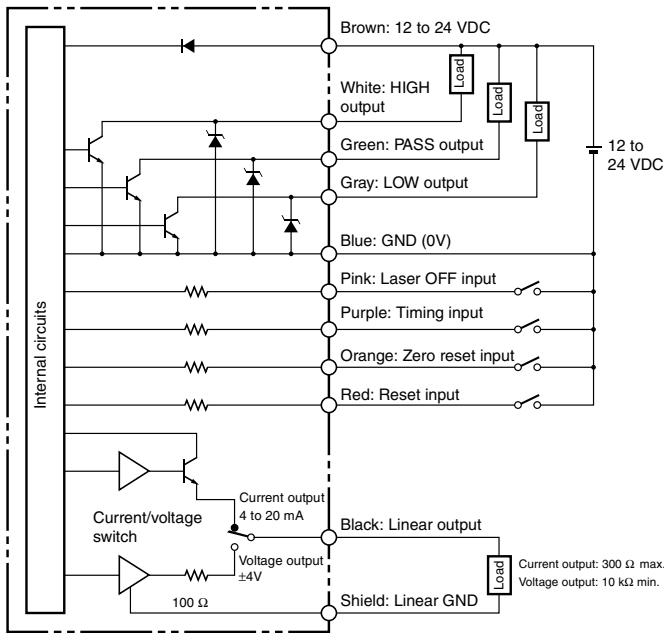 Brown: 12 to 24 VDC
White: HIGH
output
Load
Load
Load
Green: PASS output
12 to
24 VDC
Gray: LOW output
Blue: GND (0V)
Pink: Laser OFF input
Purple: Timing input
Orange: Zero reset input
Red: Reset input
Internal circuits
Current output
4 to 20 mA
Current/voltage
switch
Black: Linear output
Voltage output
±4V
Load
Current output: 300 Ω max.
Voltage output: 10 kΩ min.
100 Ω
Shield: Linear GND